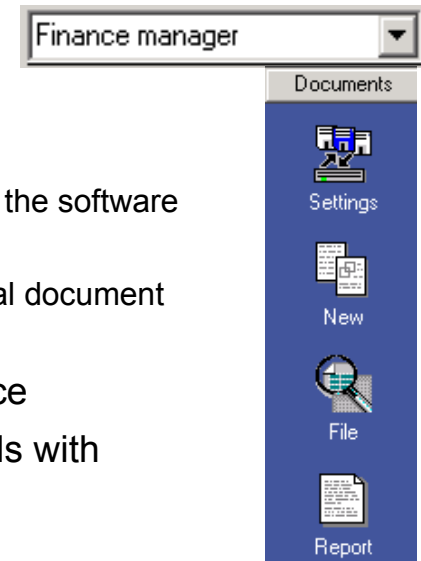 Finance manager
Documents
the software
Settings
al document
New
ce
File
ls with
Report